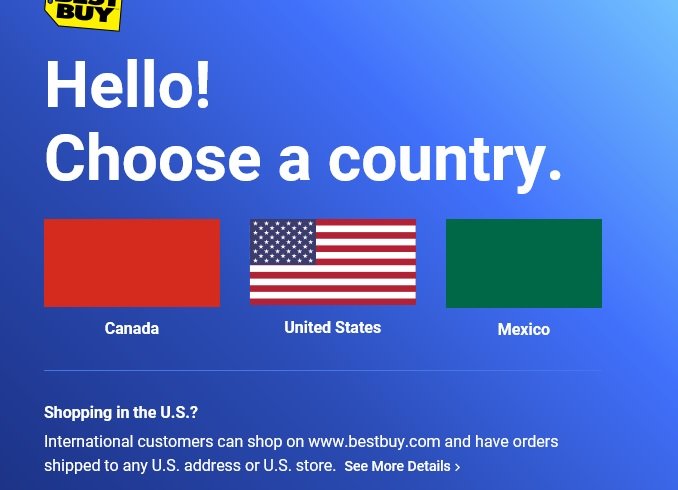 BEST
BUY
Hello!
Choose a country.
Canada
United States
Mexico
Shopping in the U.S.?
International customers can shop on www.bestbuy.com and have orders
shipped to any U.S. address or U.S. store. See More Details ›